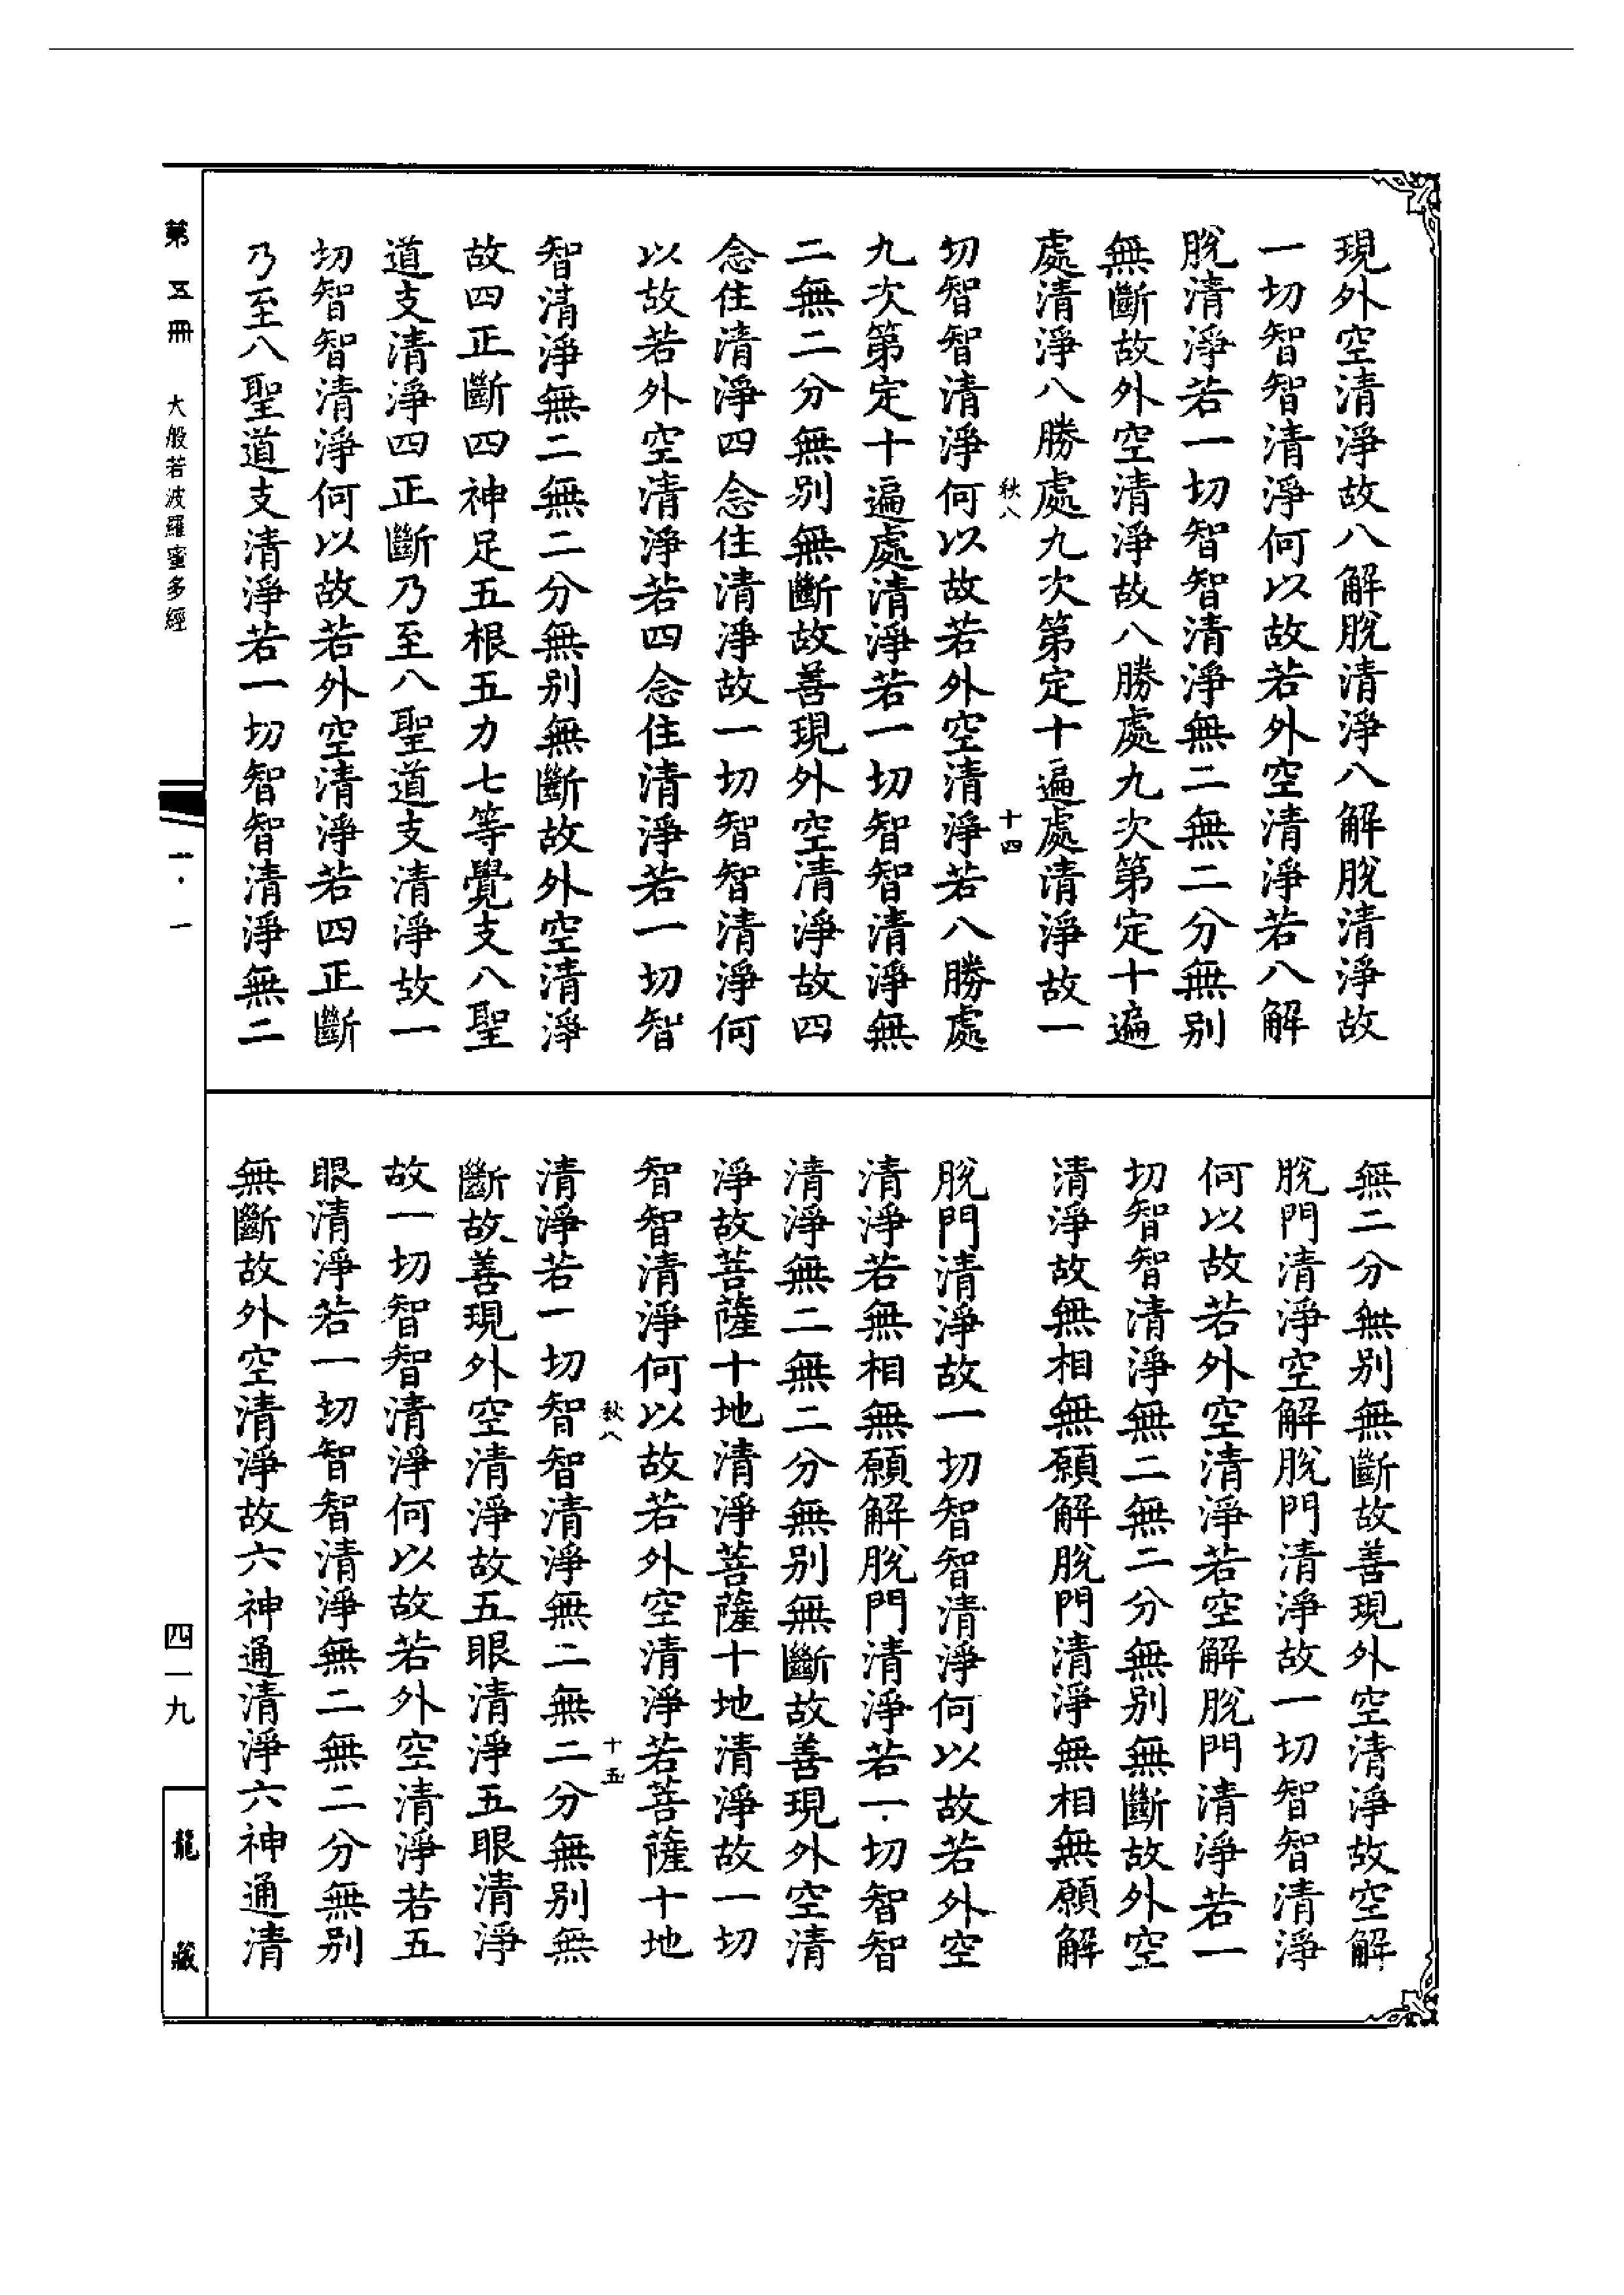 現外空清淨故八解脫清淨八解脫清淨故
一切智智清淨何以故若外空清淨若八解
脫清淨若一切智智清淨無二無二分無別
無斷故外空清淨故八勝處九次第定十遍
處清淨八勝處九次第定十遍處清淨故一
秋八 十四
切智智清淨何以故若外空清淨若八勝處
九次第定十遍處清淨若一切智智清淨無
二無二分無別無斷故善現外空清淨故四
念住清淨四念住清淨故一切智智清淨何
以故若外空清淨若四念住清淨若一切智
智清淨無二無二分無別無斷故外空清淨
故四正斷四神足五根五力七等覺支八聖
道支清淨四正斷乃至八聖道支清淨故一
切智智清淨何以故若外空清淨若四正斷
乃至八聖道支清淨若一切智智清淨無二
無二分無別無斷故善現外空清淨故空解
脫門清淨空解脫門清淨故一切智智清淨
何以故若外空清淨若空解脫門清淨若一
切智智清淨無二無二分無別無斷故外空
清淨故無相無願解脫門清淨無相無願解
脫門清淨故一切智智清淨何以故若外空
清淨若無相無願解脫門清淨若一切智智
清淨無二無二分無別無斷故善現外空清
淨故菩薩十地清淨菩薩十地清淨故一切
智智清淨何以故若外空清淨若菩薩十地
秋八 十五
清淨若一切智智清淨無二無二分無別無
斷故善現外空清淨故五眼清淨五眼清淨
故一切智智清淨何以故若外空清淨若五
眼清淨若一切智智清淨無二無二分無別
無斷故外空清淨故六神通清淨六神通清
第五冊 大般若波羅蜜多經 一·一 四一九 龍藏